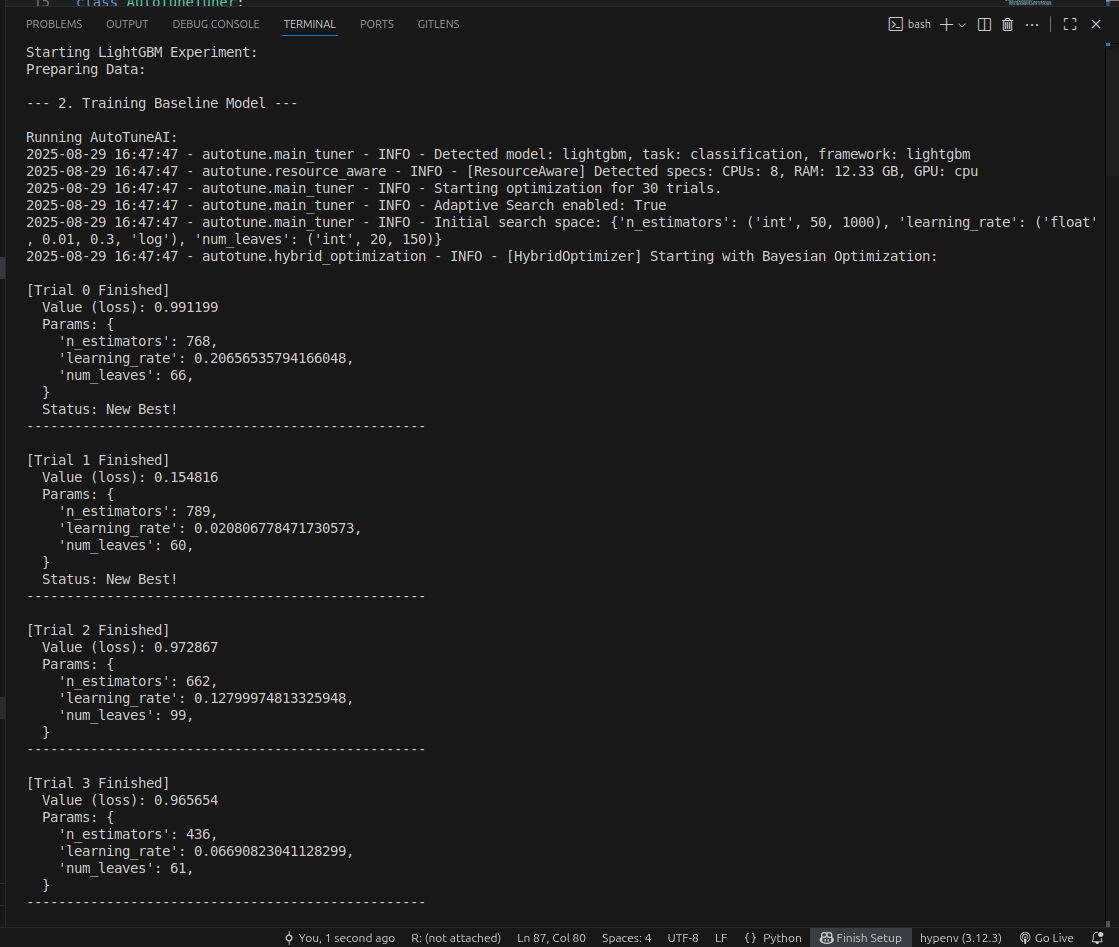 15 class AutoTuneTuner:
PROBLEMS OUTPUT DEBUG CONSOLE TERMINAL PORTS GITLENS bash
Starting LightGBM Experiment:
Preparing Data:
--- 2. Training Baseline Model ---
Running AutoTuneAI:
2025-08-29 16:47:47 - autotune.main_tuner - INFO - Detected model: lightgbm, task: classification, framework: lightgbm
2025-08-29 16:47:47 - autotune.resource_aware - INFO - [ResourceAware] Detected specs: CPUs: 8, RAM: 12.33 GB, GPU: cpu
2025-08-29 16:47:47 - autotune.main_tuner - INFO - Starting optimization for 30 trials.
2025-08-29 16:47:47 - autotune.main_tuner - INFO - Adaptive Search enabled: True
2025-08-29 16:47:47 - autotune.main_tuner - INFO - Initial search space: {'n_estimators': ('int', 50, 1000), 'learning_rate': ('float'
, 0.01, 0.3, 'log'), 'num_leaves': ('int', 20, 150)}
2025-08-29 16:47:47 - autotune.hybrid_optimization - INFO - [HybridOptimizer] Starting with Bayesian Optimization:
[Trial 0 Finished]
Value (loss): 0.991199
Params: {
'n_estimators': 768,
'learning_rate': 0.20656535794166048,
'num_leaves': 66,
}
Status: New Best!
--------------------------------------------------
[Trial 1 Finished]
Value (loss): 0.154816
Params: {
'n_estimators': 789,
'learning_rate': 0.020806778471730573,
'num_leaves': 60,
}
Status: New Best!
--------------------------------------------------
[Trial 2 Finished]
Value (loss): 0.972867
Params: {
'n_estimators': 662,
'learning_rate': 0.12799974813325948,
'num_leaves': 99,
}
--------------------------------------------------
[Trial 3 Finished]
Value (loss): 0.965654
Params: {
'n_estimators': 436,
'learning_rate': 0.06690823041128299,
'num_leaves': 61,
}
--------------------------------------------------
You, 1 second ago R: (not attached) Ln 87, Col 80 Spaces: 4 UTF-8 LF {} Python Finish Setup hypenv (3.12.3) Go Live